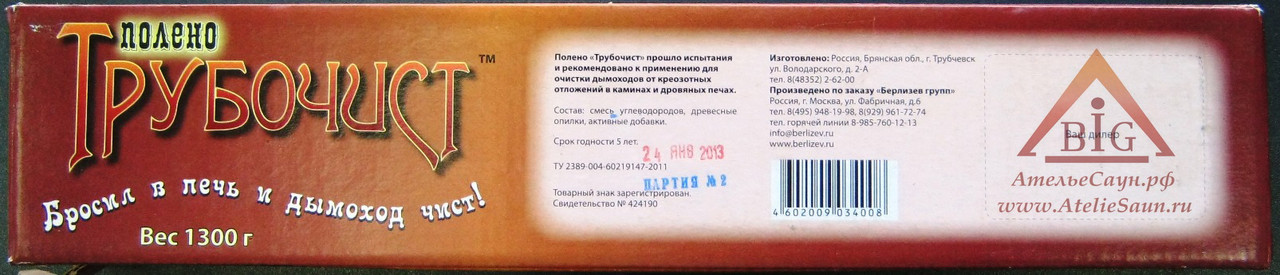 полено
Трубочист™
Бросил в печь и дымоход чист!
Вес 1300 г
Полено «Трубочист» прошло испытания
и рекомендовано к применению для
очистки дымоходов от креозотных
отложений в каминах и дровяных печах.
Состав: смесь углеводородов, древесные
опилки, активные добавки.
Срок годности 5 лет.
24 ЯНВ 2013
ТУ 2389-004-60219147-2011
ПАРТИЯ № 2
Товарный знак зарегистрирован.
Свидетельство № 424190
Изготовлено: Россия, Брянская обл., г. Трубчевск
ул. Володарского, д. 2-А
тел. 8(48352) 2-62-00
Произведено по заказу «Берлизев групп»
Россия, г. Москва, ул. Фабричная, д.6
тел. 8(495) 948-19-98, 8(929) 961-72-74
тел. горячей линии 8-985-760-12-13
info@berlizev.ru
www.berlizev.ru
4602009034008
Ваш дилер
BIG
АтельеСаун.рф
www.AtelieSaun.ru